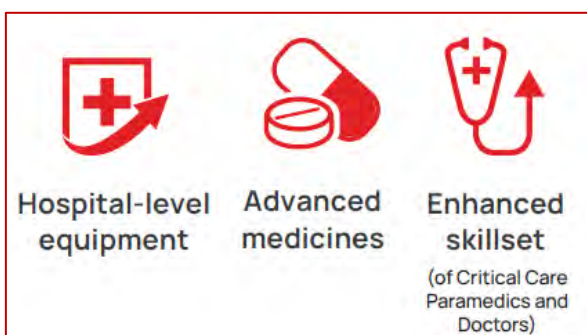 Hospital-level
equipment
Advanced
medicines
Enhanced
skillset
(of Critical Care
Paramedics and
Doctors)